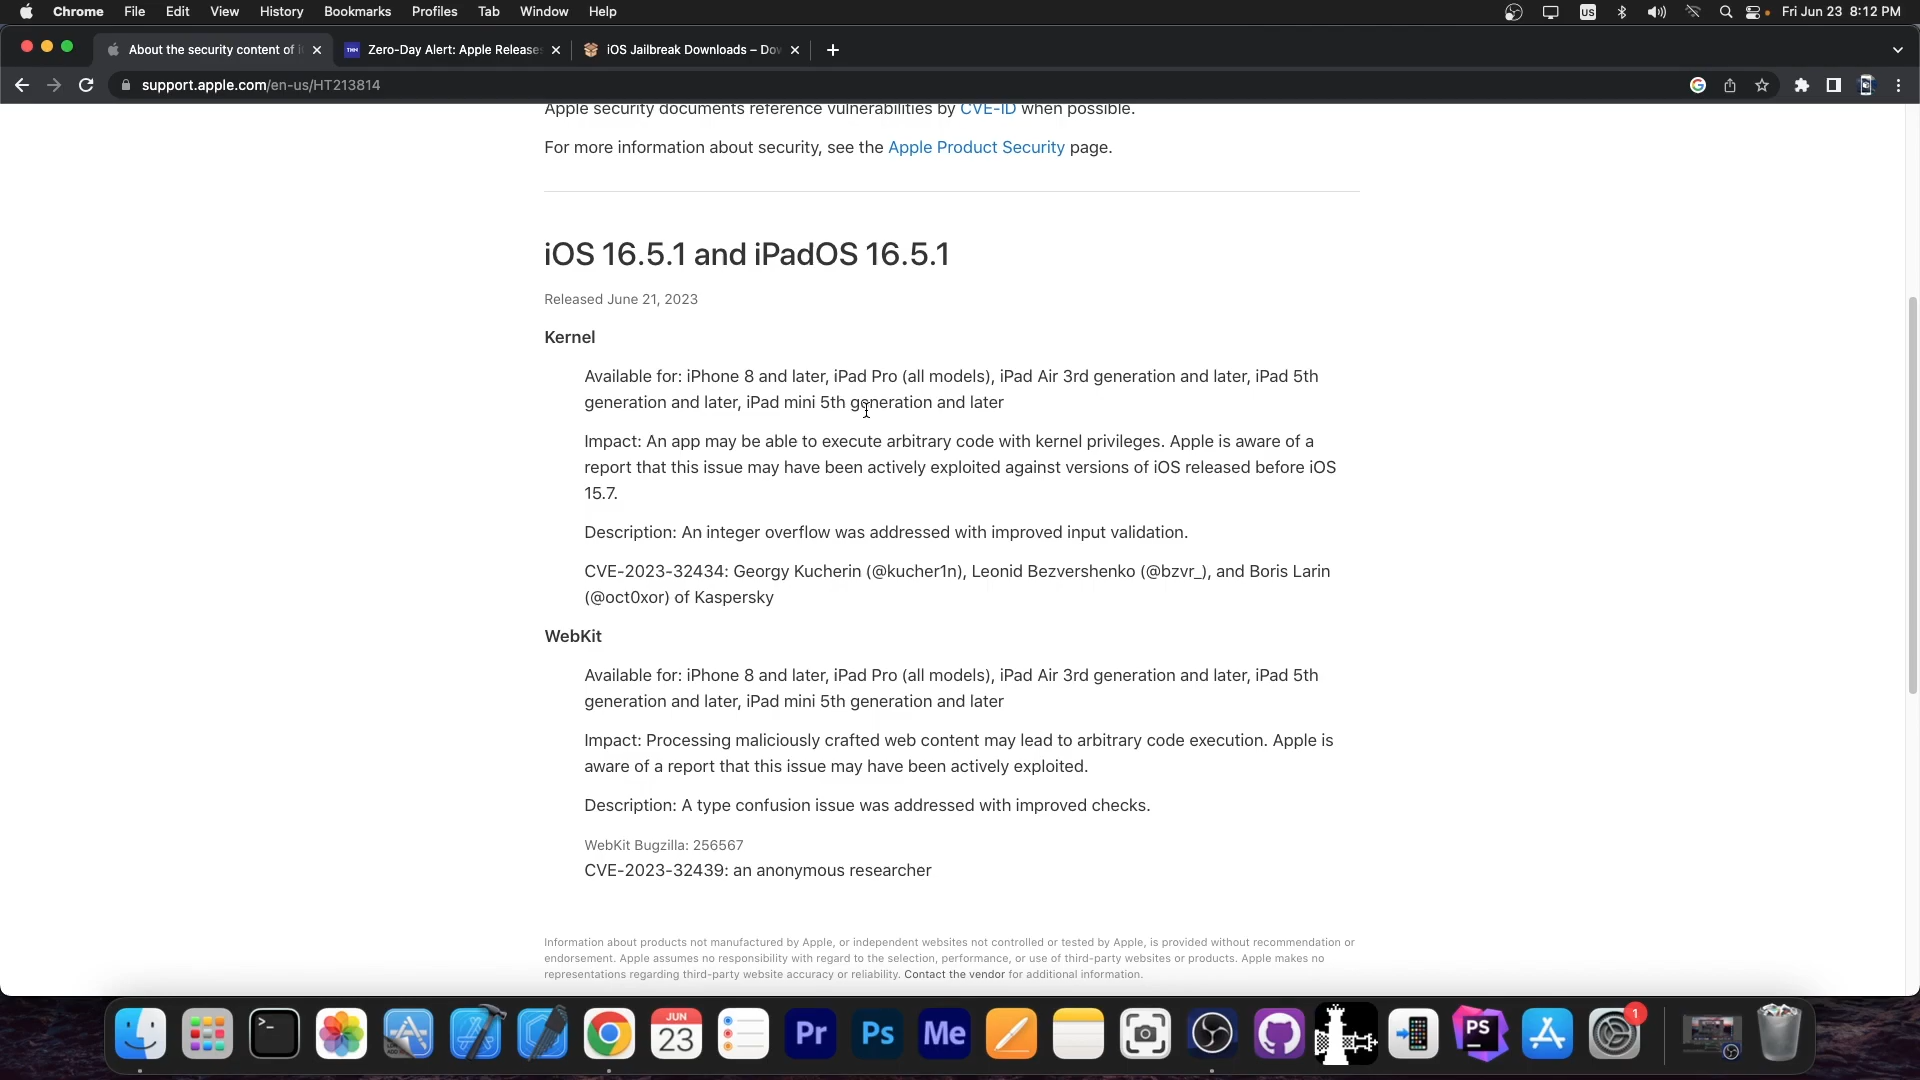 Chrome File Edit View History Bookmarks Profiles Tab Window Help US Fri Jun 23 8:12 PM
About the security content of i
Zero-Day Alert: Apple Release
iOS Jailbreak Downloads – Dow
support.apple.com/en-us/HT213814
Apple security documents reference vulnerabilities by CVE-ID when possible.
For more information about security, see the Apple Product Security page.
iOS 16.5.1 and iPadOS 16.5.1
Released June 21, 2023
Kernel
Available for: iPhone 8 and later, iPad Pro (all models), iPad Air 3rd generation and later, iPad 5th
generation and later, iPad mini 5th generation and later
Impact: An app may be able to execute arbitrary code with kernel privileges. Apple is aware of a
report that this issue may have been actively exploited against versions of iOS released before iOS
15.7.
Description: An integer overflow was addressed with improved input validation.
CVE-2023-32434: Georgy Kucherin (@kucher1n), Leonid Bezvershenko (@bzvr_), and Boris Larin
(@oct0xor) of Kaspersky
WebKit
Available for: iPhone 8 and later, iPad Pro (all models), iPad Air 3rd generation and later, iPad 5th
generation and later, iPad mini 5th generation and later
Impact: Processing maliciously crafted web content may lead to arbitrary code execution. Apple is
aware of a report that this issue may have been actively exploited.
Description: A type confusion issue was addressed with improved checks.
WebKit Bugzilla: 256567
CVE-2023-32439: an anonymous researcher
Information about products not manufactured by Apple, or independent websites not controlled or tested by Apple, is provided without recommendation or
endorsement. Apple assumes no responsibility with regard to the selection, performance, or use of third-party websites or products. Apple makes no
representations regarding third-party website accuracy or reliability. Contact the vendor for additional information.
JUN
23
Pr
Ps
Me
PS
1